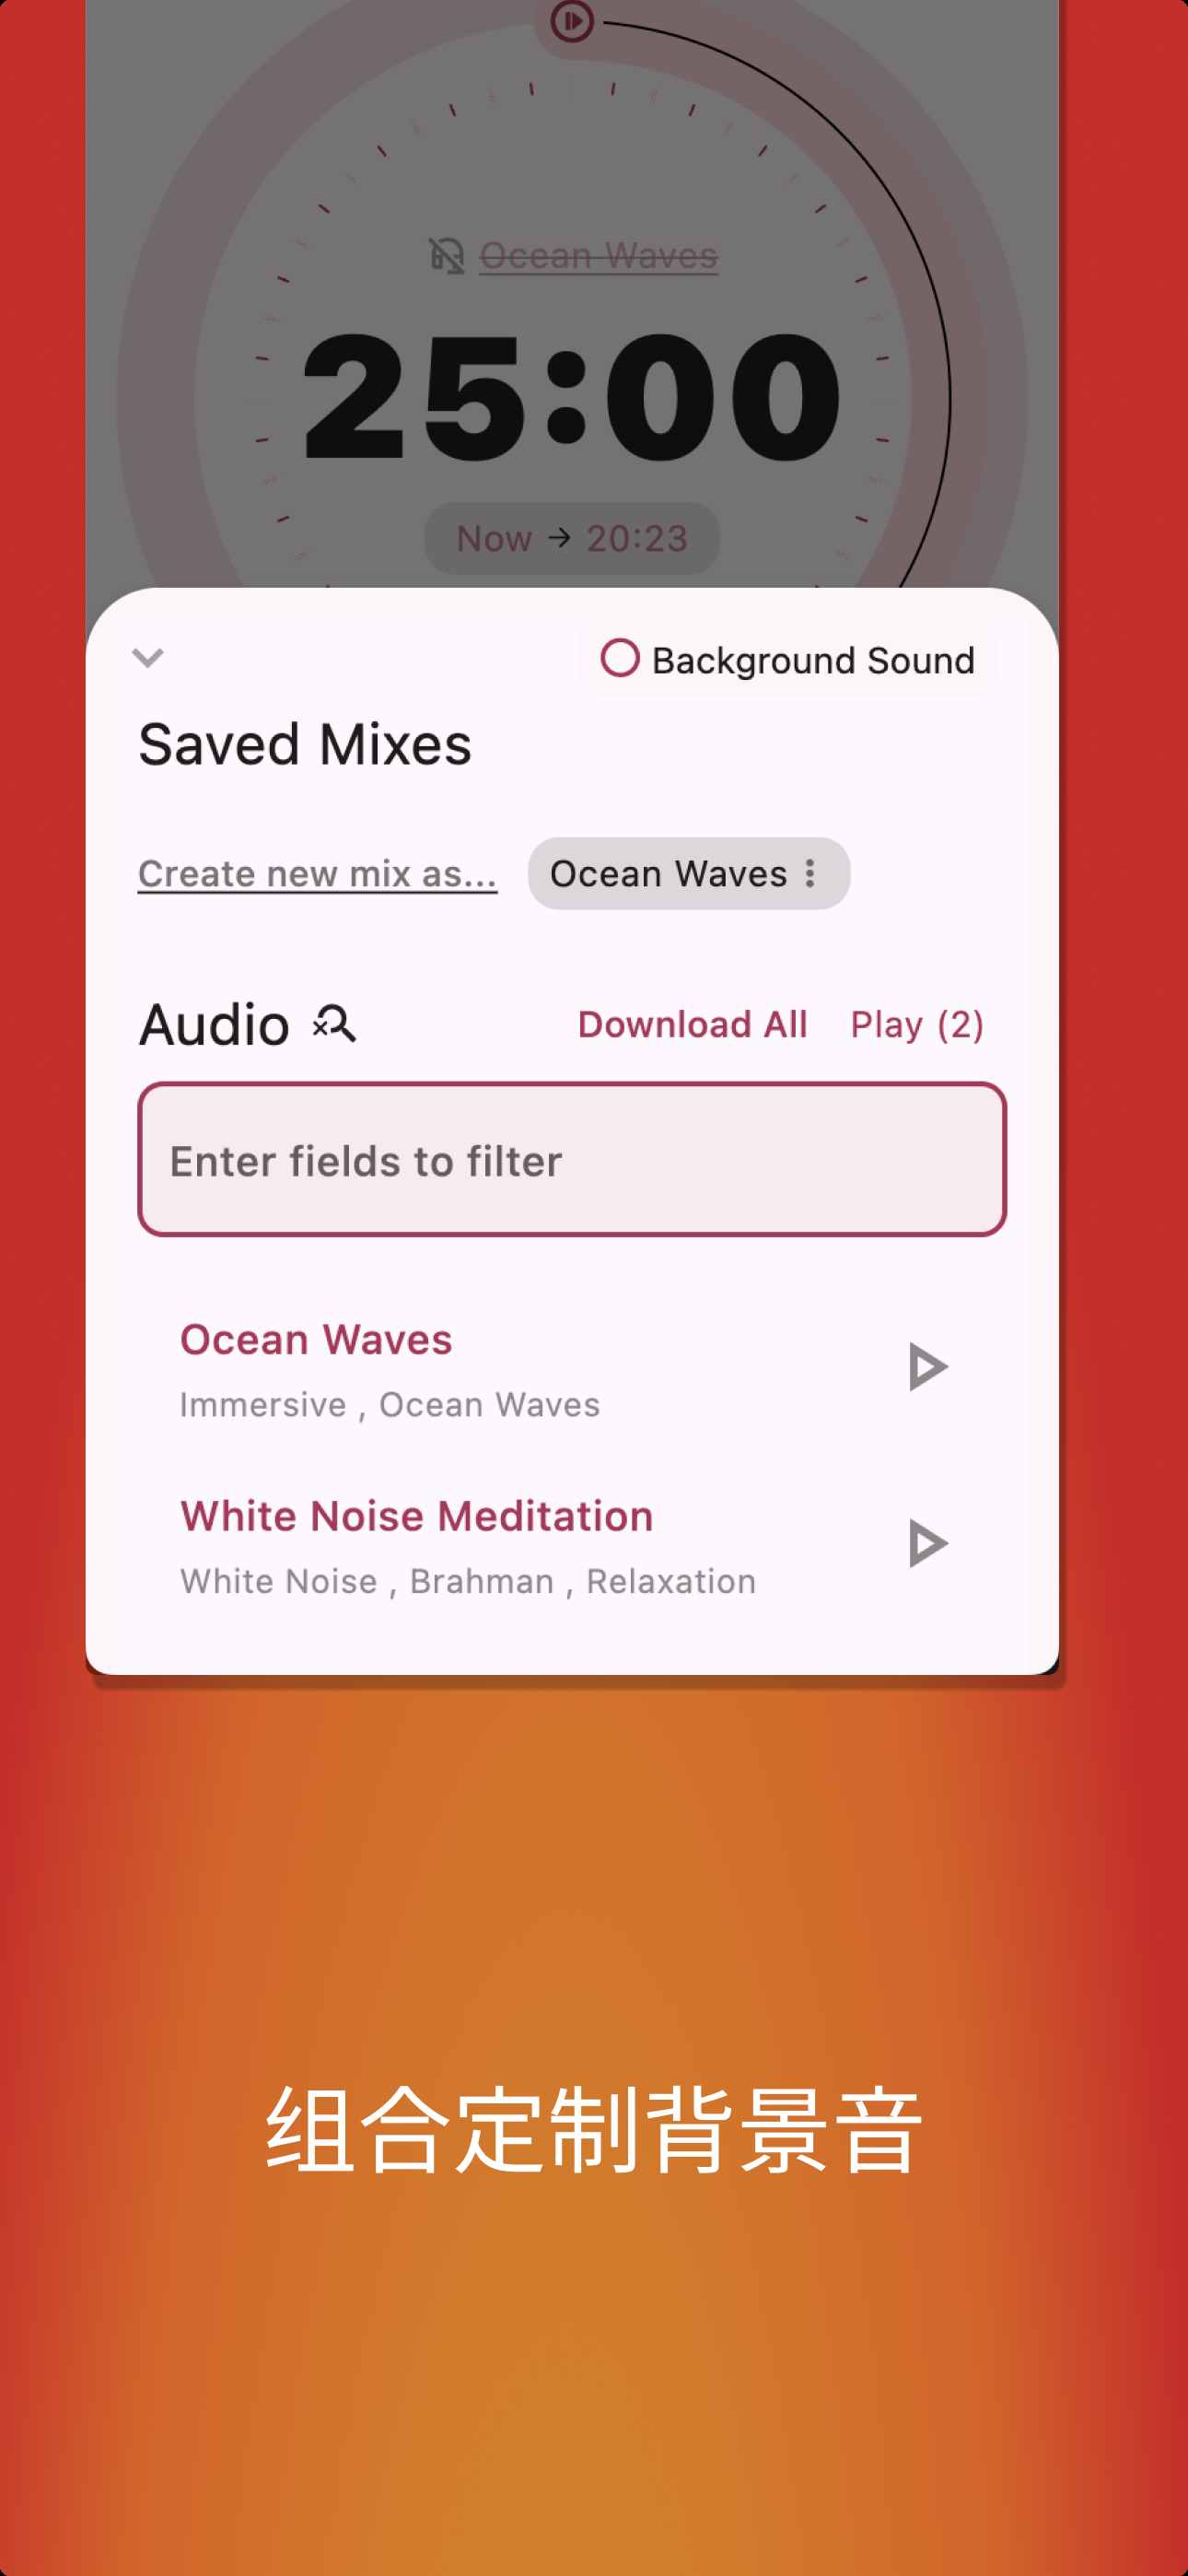 Ocean Waves
25:00
Now → 20:23
Background Sound
Saved Mixes
Create new mix as...
Ocean Waves
Audio
Download All
Play (2)
Enter fields to filter
Ocean Waves
Immersive , Ocean Waves
White Noise Meditation
White Noise , Brahman , Relaxation
组合定制背景音